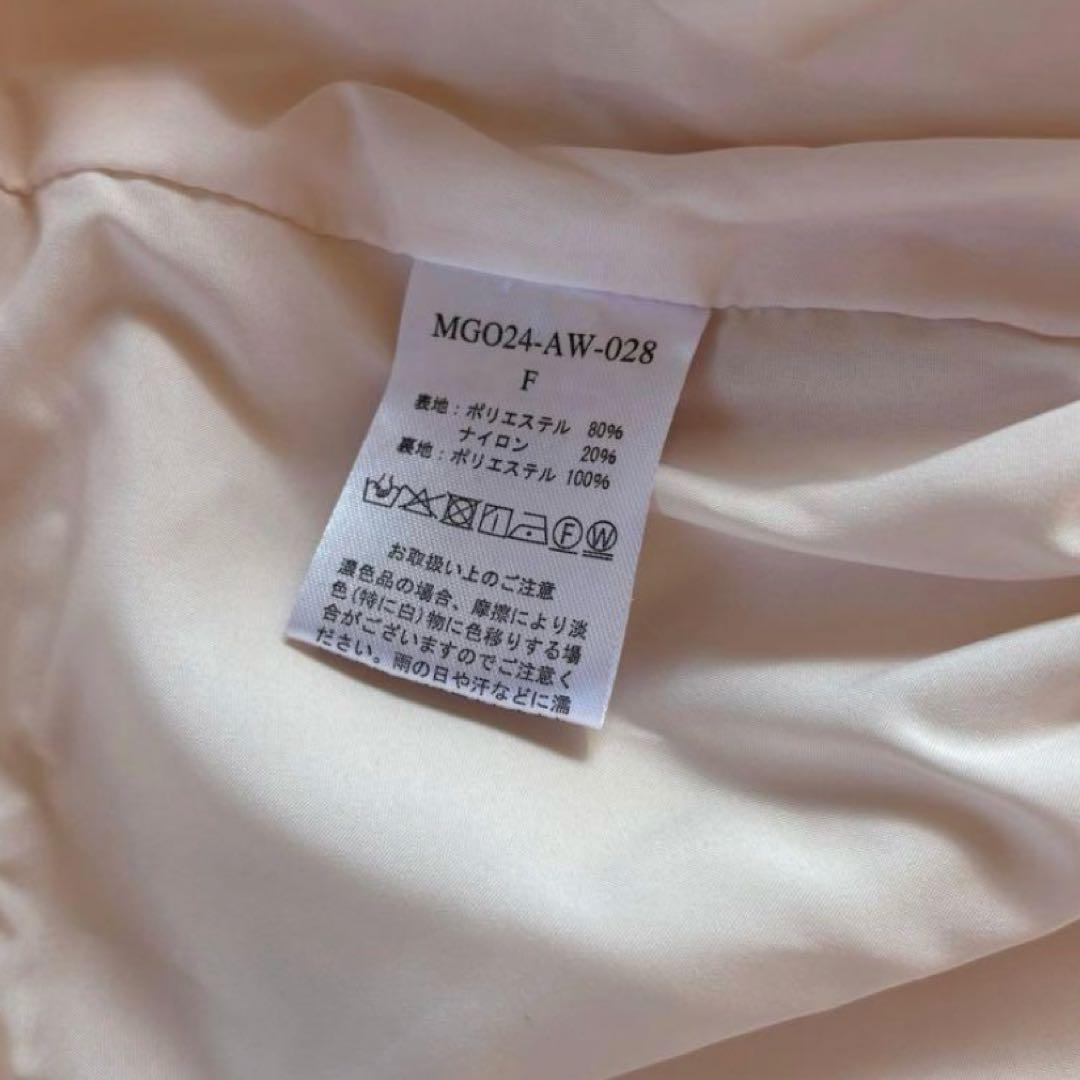 MGO24-AW-028
F
表地：ポリエステル 80%
ナイロン 20%
裏地：ポリエステル 100%
F W
お取扱い上のご注意
濃色品の場合、摩擦により淡
色(特に白)物に色移りする場
合がございますのでご注意く
ださい。雨の日や汗などに濡